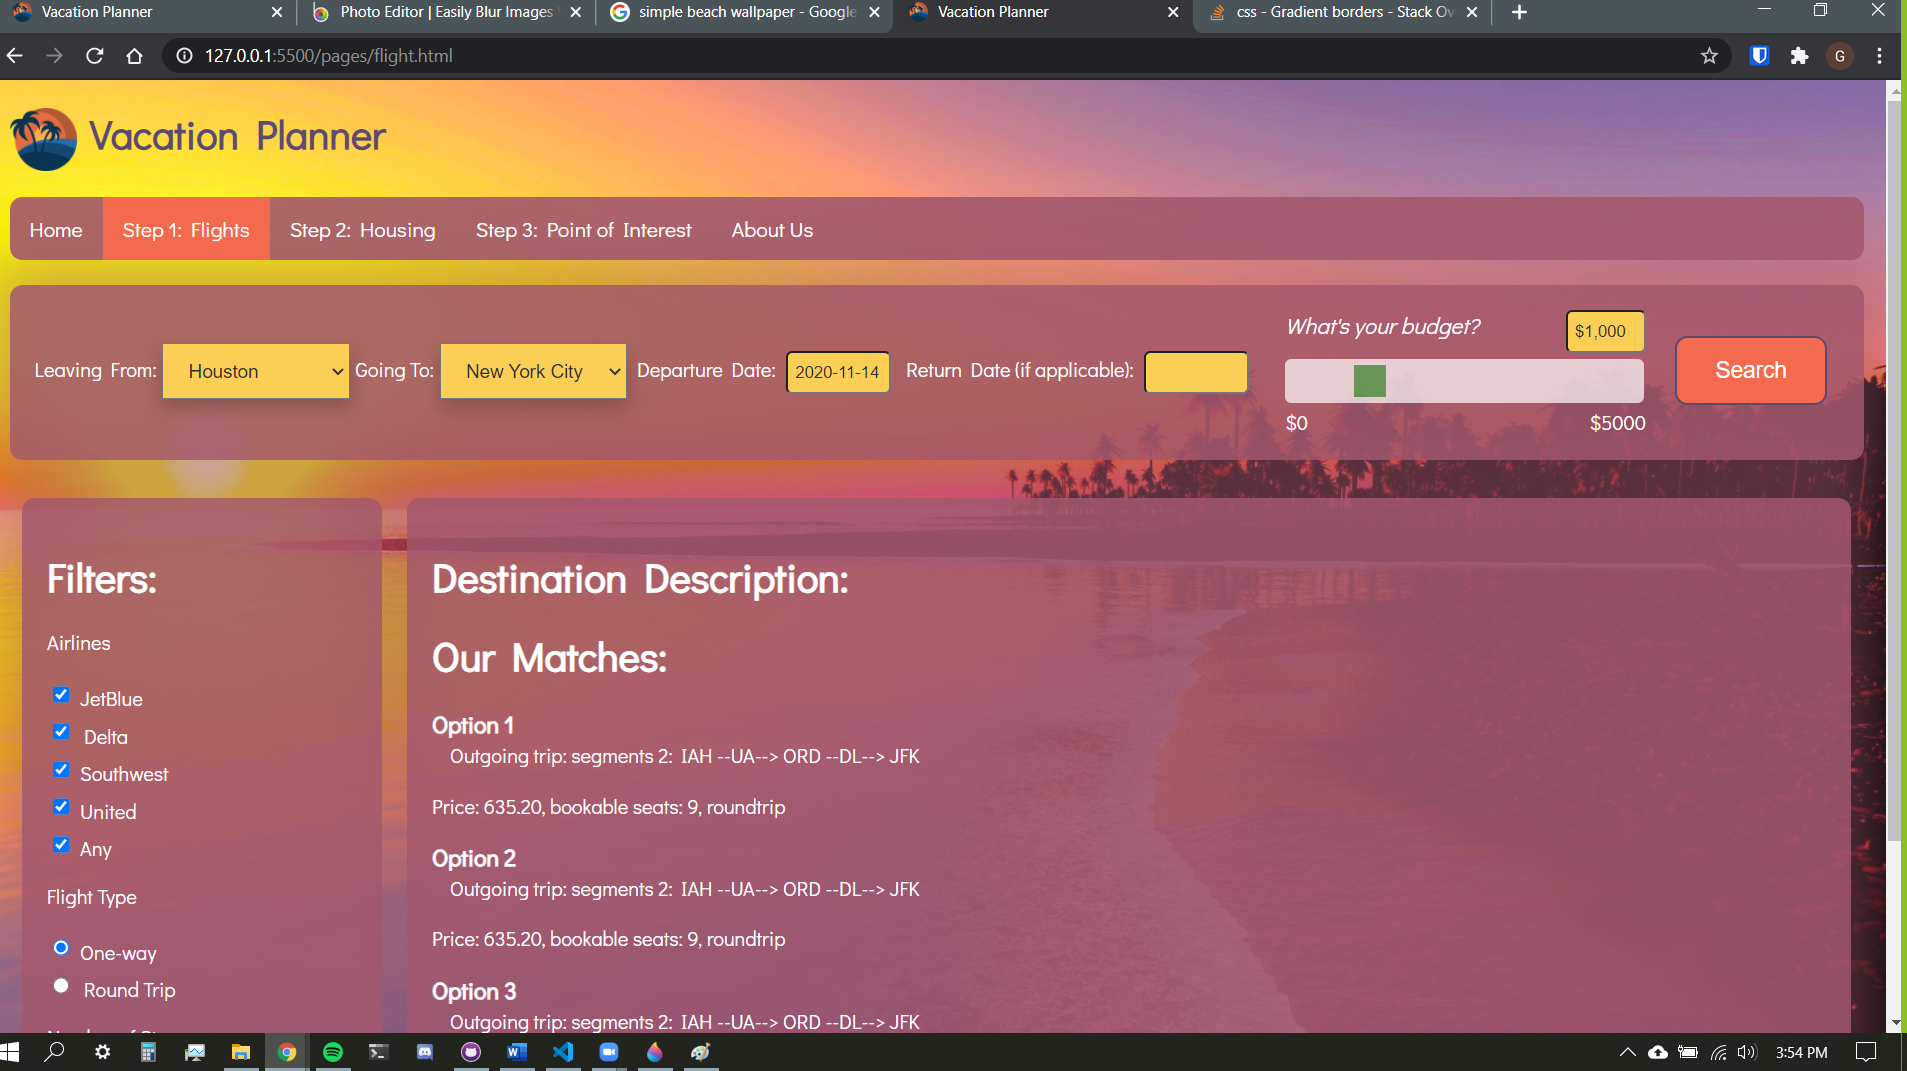 Vacation Planner
Photo Editor | Easily Blur Images
simple beach wallpaper - Google
Vacation Planner
css - Gradient borders - Stack Ov
127.0.0.1:5500/pages/flight.html
G
Vacation Planner
Home
Step 1: Flights
Step 2: Housing
Step 3: Point of Interest
About Us
Leaving From:
Houston
Going To:
New York City
Departure Date:
2020-11-14
Return Date (if applicable):
What's your budget?
$1,000
$0
$5000
Search
Filters:
Airlines
JetBlue
Delta
Southwest
United
Any
Flight Type
One-way
Round Trip
Destination Description:
Our Matches:
Option 1
Outgoing trip: segments 2: IAH --UA--> ORD --DL--> JFK
Price: 635.20, bookable seats: 9, roundtrip
Option 2
Outgoing trip: segments 2: IAH --UA--> ORD --DL--> JFK
Price: 635.20, bookable seats: 9, roundtrip
Option 3
Outgoing trip: segments 2: IAH --UA--> ORD --DL--> JFK
3:54 PM